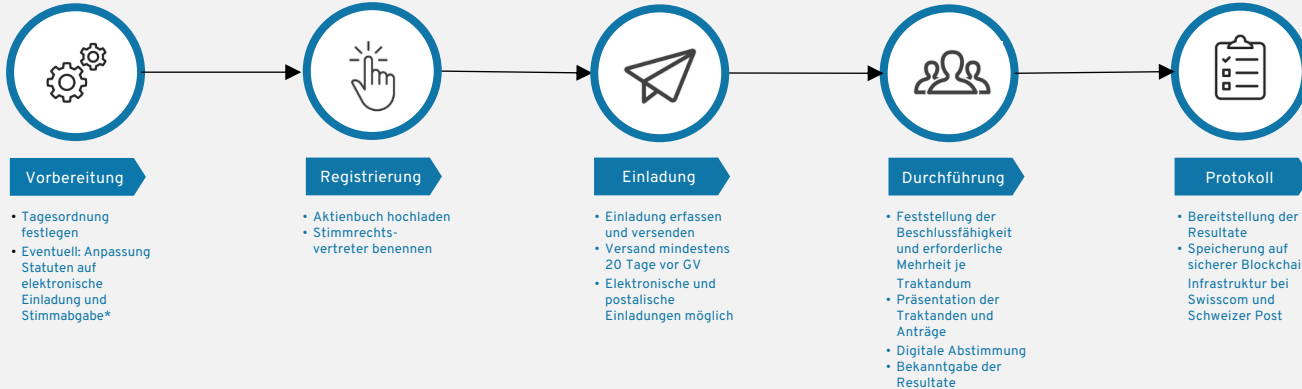 Vorbereitung
• Tagesordnung
festlegen
• Eventuell: Anpassung
Statuten auf
elektronische
Einladung und
Stimmabgabe*
Registrierung
• Aktienbuch hochladen
• Stimmrechts-
vertreter benennen
Einladung
• Einladung erfassen
und versenden
• Versand mindestens
20 Tage vor GV
• Elektronische und
postalische
Einladungen möglich
Durchführung
• Feststellung der
Beschlussfähigkeit
und erforderliche
Mehrheit je
Traktandum
• Präsentation der
Traktanden und
Anträge
• Digitale Abstimmung
• Bekanntgabe der
Resultate
Protokoll
• Bereitstellung der
Resultate
• Speicherung auf
sicherer Blockchai
Infrastruktur bei
Swisscom und
Schweizer Post